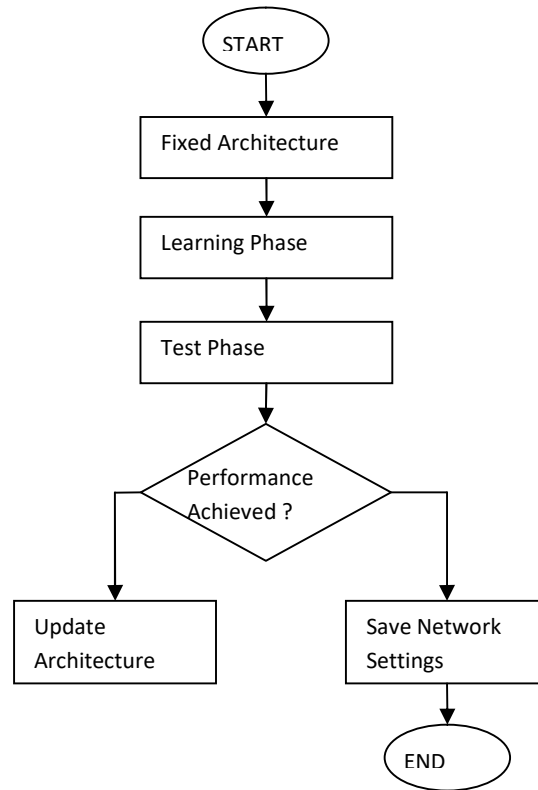 START
Fixed Architecture
Learning Phase
Test Phase
Performance
Achieved ?
Update
Architecture
Save Network
Settings
END